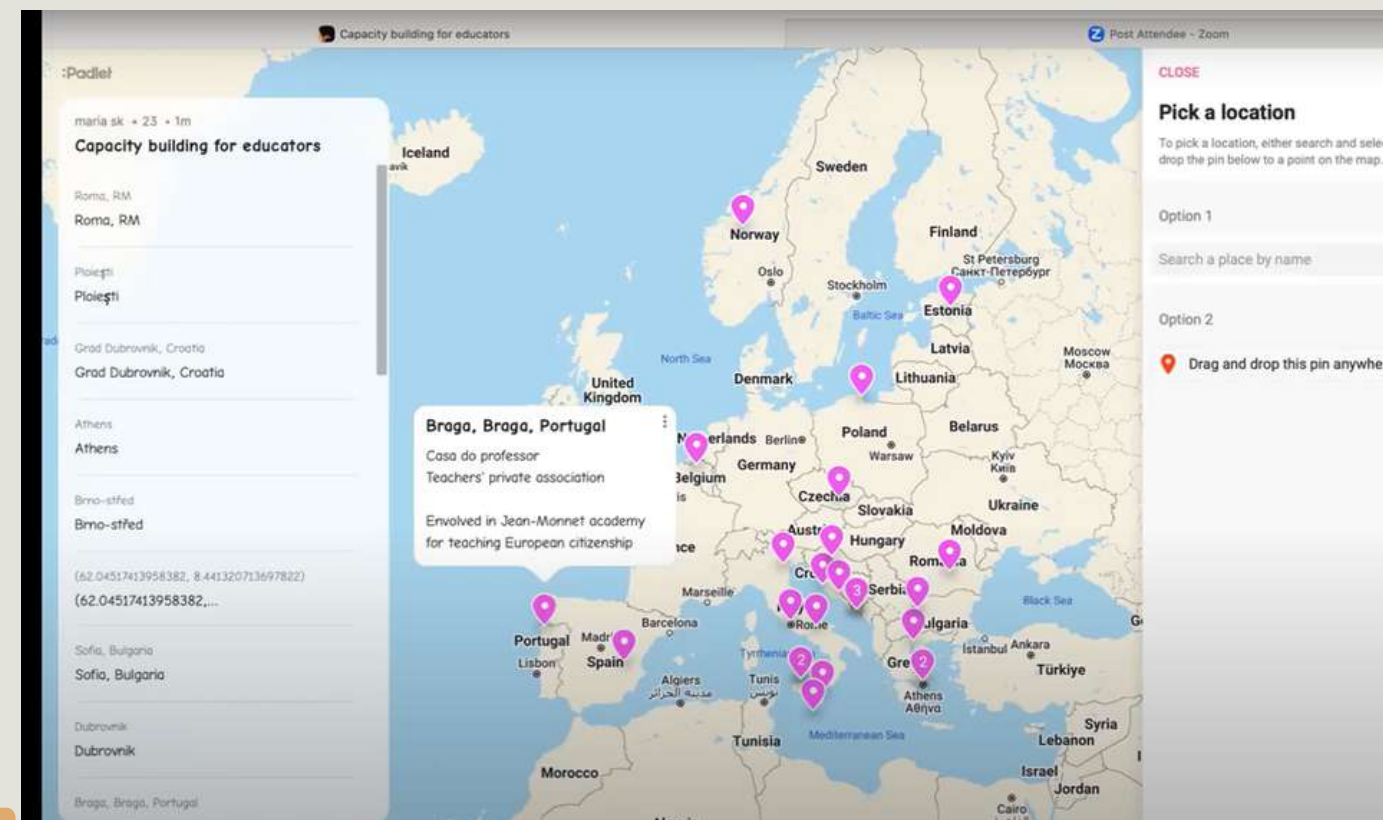 Capacity building for educators
Post Attendee - Zoom
:Padlet
maria sk • 23 • 1m
Capacity building for educators
Roma, RM
Roma, RM
Ploiești
Ploiești
Grad Dubrovnik, Croatia
Grad Dubrovnik, Croatia
Athens
Athens
Brno-střed
Brno-střed
(62.04517413958382, 8.441320713697822)
(62.04517413958382,...
Sofia, Bulgaria
Sofia, Bulgaria
Dubrovnik
Dubrovnik
Braga, Braga, Portugal
Braga, Braga, Portugal
Casa do professor
Teachers' private association
Envolved in Jean-Monnet academy
for teaching European citizenship
Iceland
Sweden
Norway
Finland
Oslo
St Petersburg
Санкт-Петербург
Stockholm
Baltic Sea
Estonia
Latvia
Moscow
Москва
North Sea
Denmark
Lithuania
United
Kingdom
Berlin
Poland
Belarus
Warsaw
Germany
Kyiv
Київ
Czechia
Slovakia
Ukraine
Hungary
Moldova
Marseille
Black Sea
3
Barcelona
Portugal
Lisbon
Spain
2
2
Istanbul
Ankara
Türkiye
Algiers
مدينة الجزائر
Tunis
تونس
Athens
Αθήνα
Tunisia
Mediterranean Sea
Syria
Lebanon
Morocco
Israel
Jordan
Cairo
CLOSE
Pick a location
To pick a location, either search and
drop the pin below to a point on the map.
Option 1
Search a place by name
Option 2
Drag and drop this pin